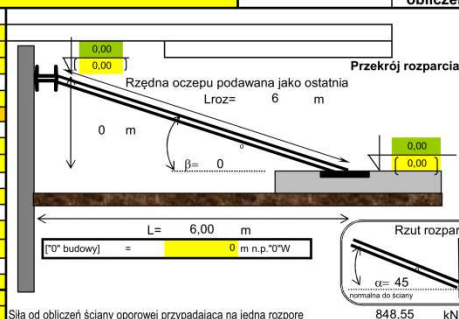 oblicze
0,00
(0,00)
Przekrój rozparcia
Rzędna oczepu podawana jako ostatnia
Lroz= 6 m
0 m
β= 0 °
0,00
(0,00)
L= 6,00 m
["0" budowy] = 0 m n.p."0"W
Rzut rozpar
α= 45
normalna do ściany
Siła od obliczeń ściany oporowej przypadająca na jedną rozporę 848,55 kN